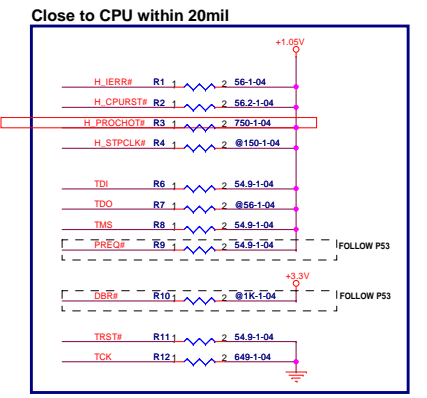 Close to CPU within 20mil
+1.05V
H_IERR# R1 1 2 56-1-04
H_CPURST# R2 1 2 56.2-1-04
H_PROCHOT# R3 1 2 750-1-04
H_STPCLK# R4 1 2 @150-1-04
TDI R6 1 2 54.9-1-04
TDO R7 1 2 @56-1-04
TMS R8 1 2 54.9-1-04
PREQ# R9 1 2 54.9-1-04 FOLLOW P53
+3.3V
DBR# R10 1 2 @1K-1-04 FOLLOW P53
TRST# R11 1 2 54.9-1-04
TCK R12 1 2 649-1-04